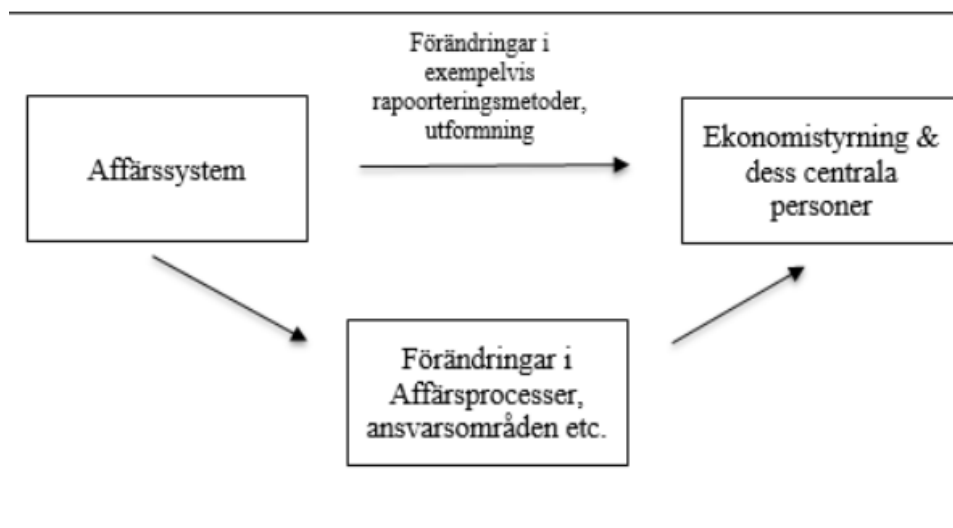 Förändringar i
exempelvis
rapoorteringsmetoder,
utformning
Affärssystem
Ekonomistyrning &
dess centrala
personer
Förändringar i
Affärsprocesser,
ansvarsområden etc.